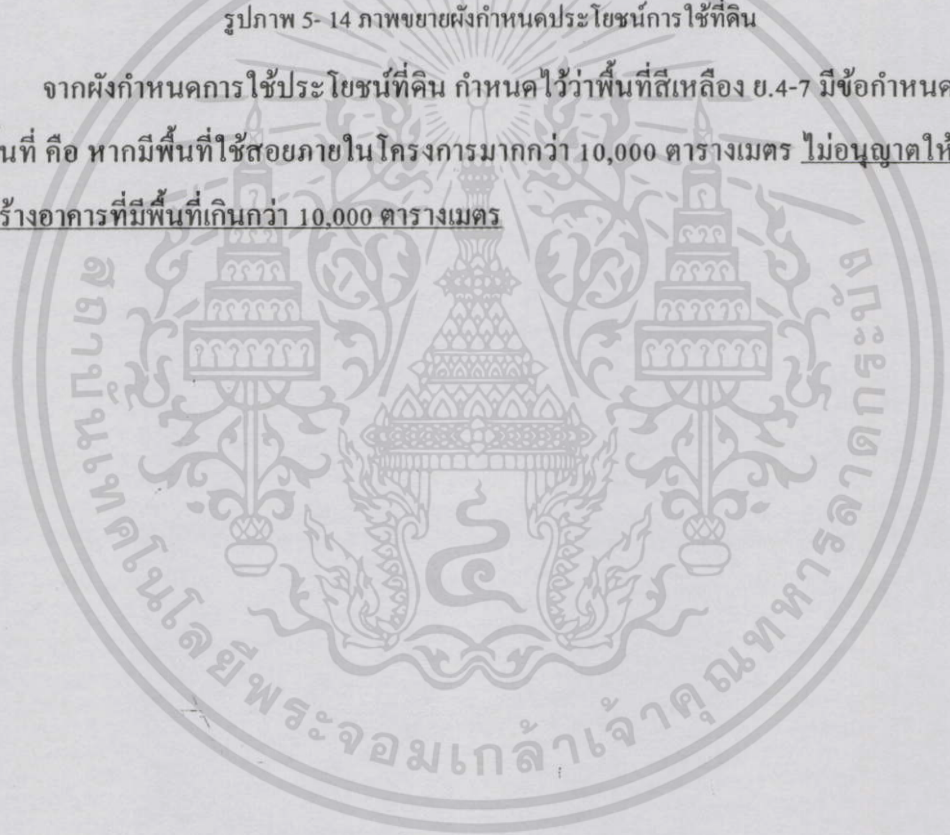 รูปภาพ 5- 14 ภาพขยายผังกำหนดประโยชน์การใช้ที่ดิน
จากผังกำหนดการใช้ประโยชน์ที่ดิน กำหนดไว้ว่าพื้นที่สีเหลือง ย.4-7 มีข้อกำหนด
นที่ คือ หากมีพื้นที่ใช้สอยภายในโครงการมากกว่า 10,000 ตารางเมตร ไม่อนุญาตให้
ร้างอาคารที่มีพื้นที่เกินกว่า 10,000 ตารางเมตร
สถาบันเทคโนโลยีพระจอมเกล้าเจ้าคุณทหารลาดกระบัง